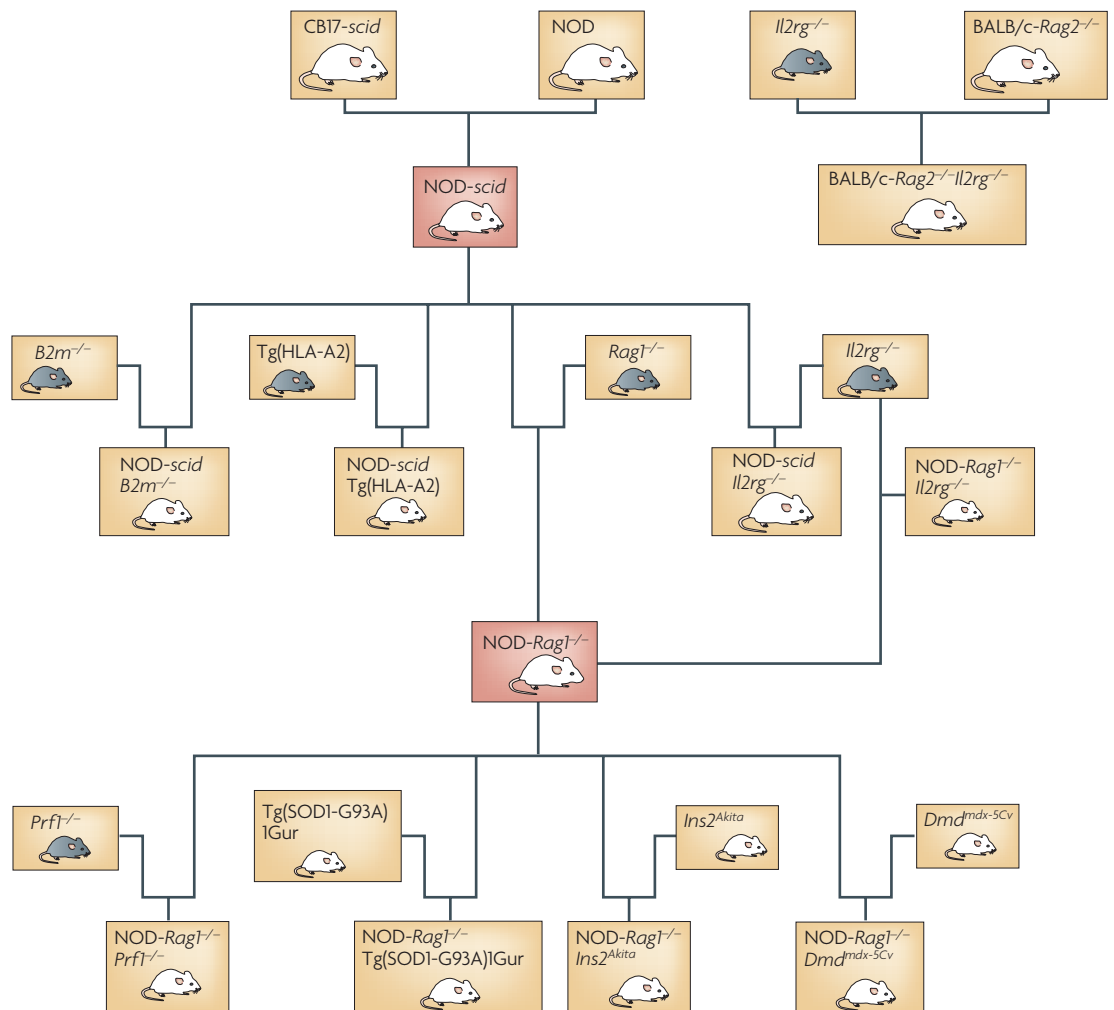 CB17-scid
NOD
Il2rg⁻/⁻
BALB/c-Rag2⁻/⁻
NOD-scid
BALB/c-Rag2⁻/⁻Il2rg⁻/⁻
B2m⁻/⁻
Tg(HLA-A2)
Rag1⁻/⁻
Il2rg⁻/⁻
NOD-scid
B2m⁻/⁻
NOD-scid
Tg(HLA-A2)
NOD-scid
Il2rg⁻/⁻
NOD-Rag1⁻/⁻
Il2rg⁻/⁻
NOD-Rag1⁻/⁻
Prf1⁻/⁻
Tg(SOD1-G93A)
1Gur
Ins2Akita
Dmdmdx-5Cv
NOD-Rag1⁻/⁻
Prf1⁻/⁻
NOD-Rag1⁻/⁻
Tg(SOD1-G93A)1Gur
NOD-Rag1⁻/⁻
Ins2Akita
NOD-Rag1⁻/⁻
Dmdmdx-5Cv